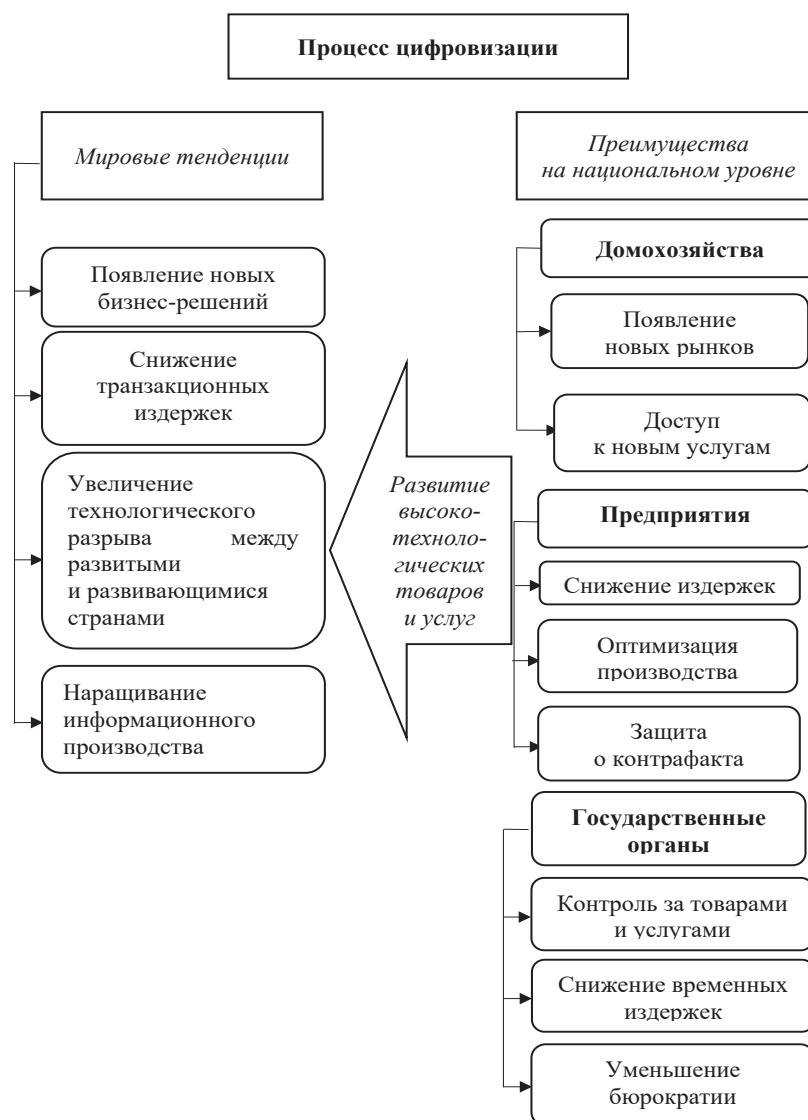 Процесс цифровизации
Мировые тенденции
Появление новых
бизнес-решений
Снижение
транзакционных
издержек
Увеличение
технологического
разрыва между
развитыми
и развивающимися
странами
Наращивание
информационного
производства
Развитие
высоко-
техноло-
гических
товаров
и услуг
Преимущества
на национальном уровне
Домохозяйства
Появление
новых рынков
Доступ
к новым услугам
Предприятия
Снижение издержек
Оптимизация
производства
Защита
о контрафакта
Государственные
органы
Контроль за товарами
и услугами
Снижение временных
издержек
Уменьшение
бюрократии